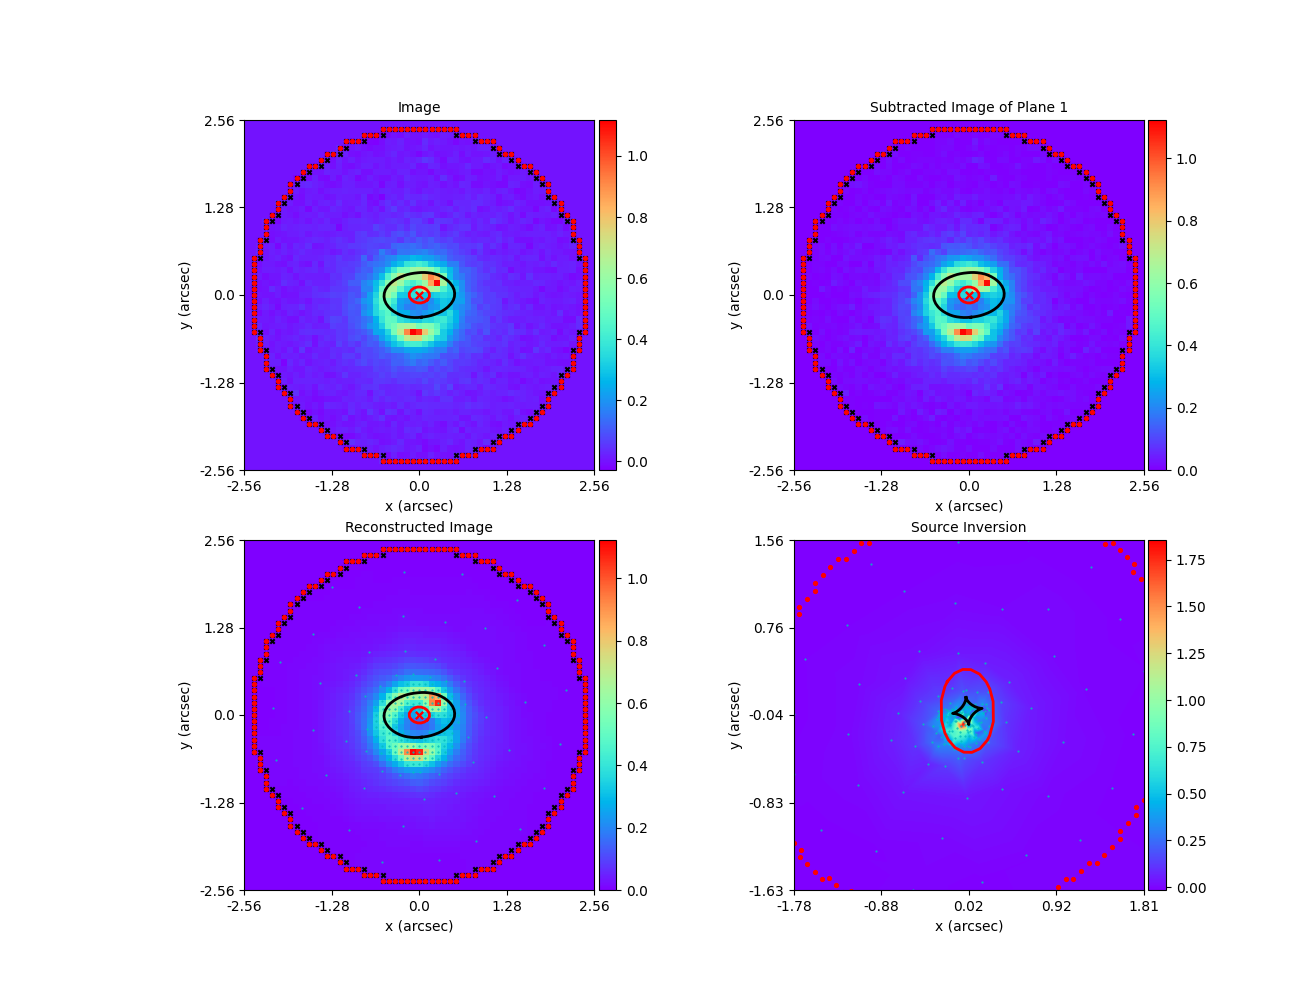 Image
Subtracted Image of Plane 1
2.56
1.28
0.0
-1.28
-2.56
y (arcsec)
-2.56 -1.28 0.0 1.28 2.56
x (arcsec)
1.0
0.8
0.6
0.4
0.2
0.0
2.56
1.28
0.0
-1.28
-2.56
y (arcsec)
-2.56 -1.28 0.0 1.28 2.56
x (arcsec)
1.0
0.8
0.6
0.4
0.2
0.0
Reconstructed Image
Source Inversion
2.56
1.28
0.0
-1.28
-2.56
y (arcsec)
-2.56 -1.28 0.0 1.28 2.56
x (arcsec)
1.0
0.8
0.6
0.4
0.2
0.0
1.56
0.76
-0.04
-0.83
-1.63
y (arcsec)
-1.78 -0.88 0.02 0.92 1.81
x (arcsec)
1.75
1.50
1.25
1.00
0.75
0.50
0.25
0.00